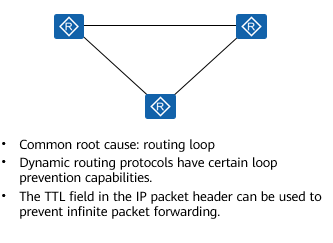 R R
R
• Common root cause: routing loop
• Dynamic routing protocols have certain loop
prevention capabilities.
• The TTL field in the IP packet header can be used to
prevent infinite packet forwarding.